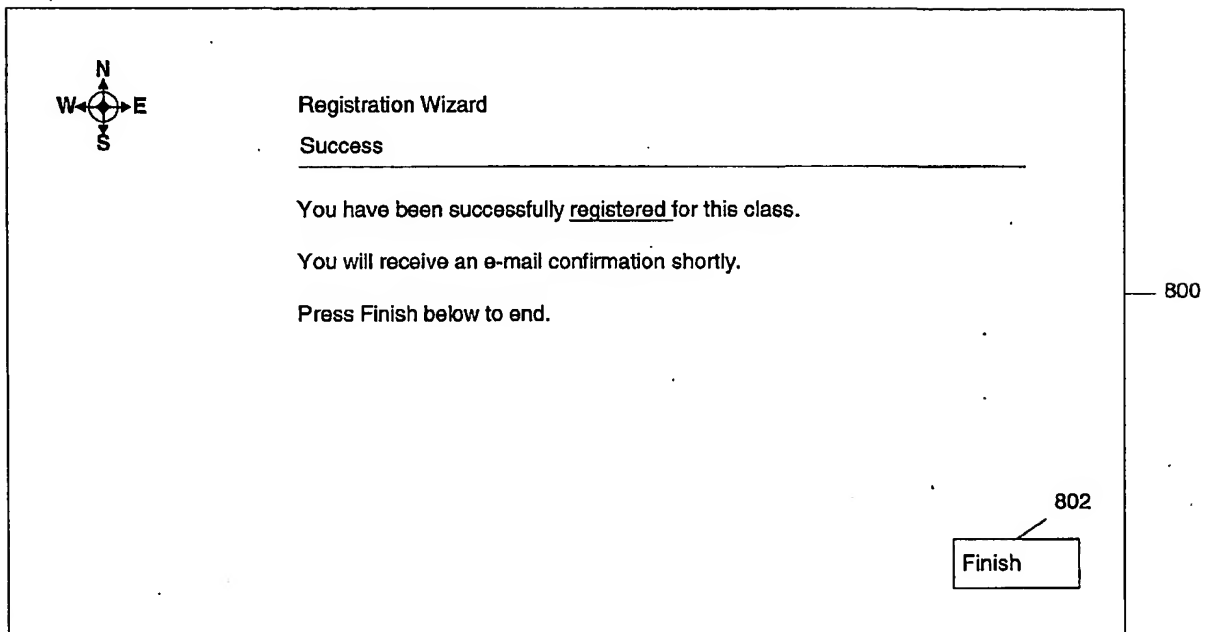 N
W E
S
Registration Wizard
Success
You have been successfully registered for this class.
You will receive an e-mail confirmation shortly.
Press Finish below to end.
800
802
Finish